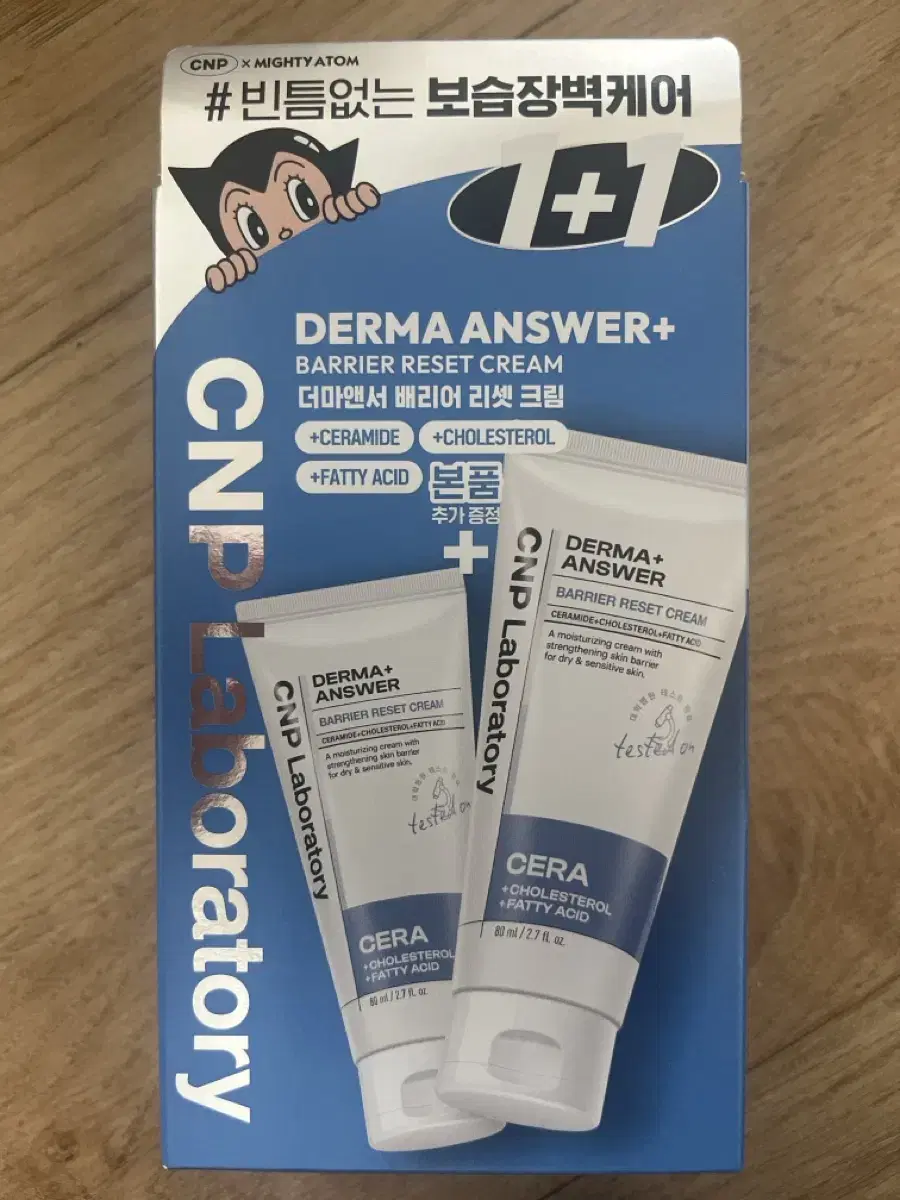 CNP × MIGHTY ATOM
#빈틈없는 보습장벽케어
1+1
DERMA ANSWER+
BARRIER RESET CREAM
더마앤서 배리어 리셋 크림
+CERAMIDE
+CHOLESTEROL
+FATTY ACID
본품
추가 증정
+
CNP Laboratory
CNP Laboratory
DERMA+
ANSWER
BARRIER RESET CREAM
CERAMIDE+CHOLESTEROL+FATTY ACID
A moisturizing cream with
strengthening skin barrier
for dry & sensitive skin.
tested on
CERA
+CHOLESTEROL
+FATTY ACID
80 ml / 2.7 fl. oz.
CNP Laboratory
DERMA+
ANSWER
BARRIER RESET CREAM
CERAMIDE+CHOLESTEROL+FATTY ACID
A moisturizing cream with
strengthening skin barrier
for dry & sensitive skin.
tested on
CERA
+CHOLESTEROL
+FATTY ACID
80 ml / 2.7 fl. oz.